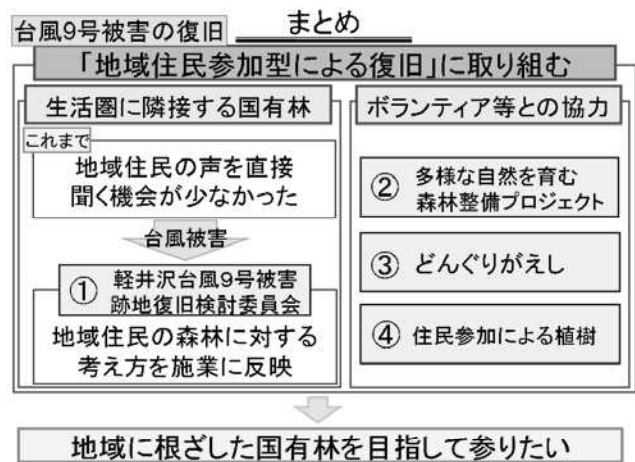 まとめ
台風9号被害の復旧
「地域住民参加型による復旧」に取り組む
生活圏に隣接する国有林
これまで
地域住民の声を直接
聞く機会が少なかった
台風被害
① 軽井沢台風9号被害
跡地復旧検討委員会
地域住民の森林に対する
考え方を施業に反映
ボランティア等との協力
② 多様な自然を育む
森林整備プロジェクト
③ どんぐりがえし
④ 住民参加による植樹
地域に根ざした国有林を目指して参りたい